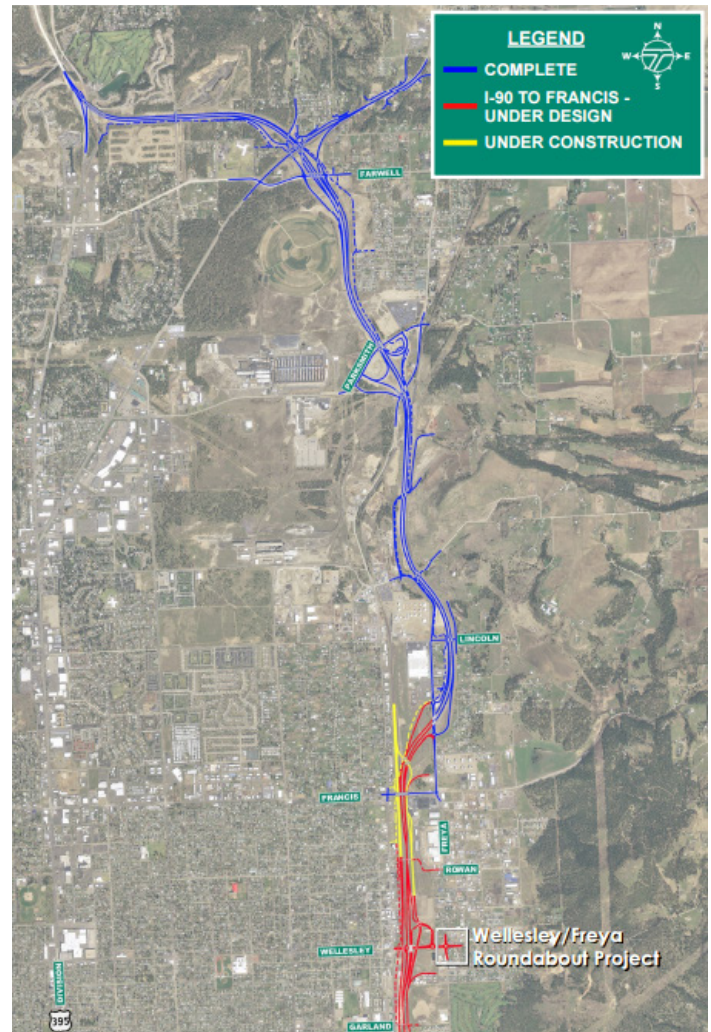 LEGEND
COMPLETE
I-90 TO FRANCIS -
UNDER DESIGN
UNDER CONSTRUCTION
N
W
E
S
FARWELL
PARKSMITH
LINCOLN
FRANCIS
FREYA
ROWAN
WELLESLEY
Wellesley/Freya
Roundabout Project
DIVISION
395
GARLAND